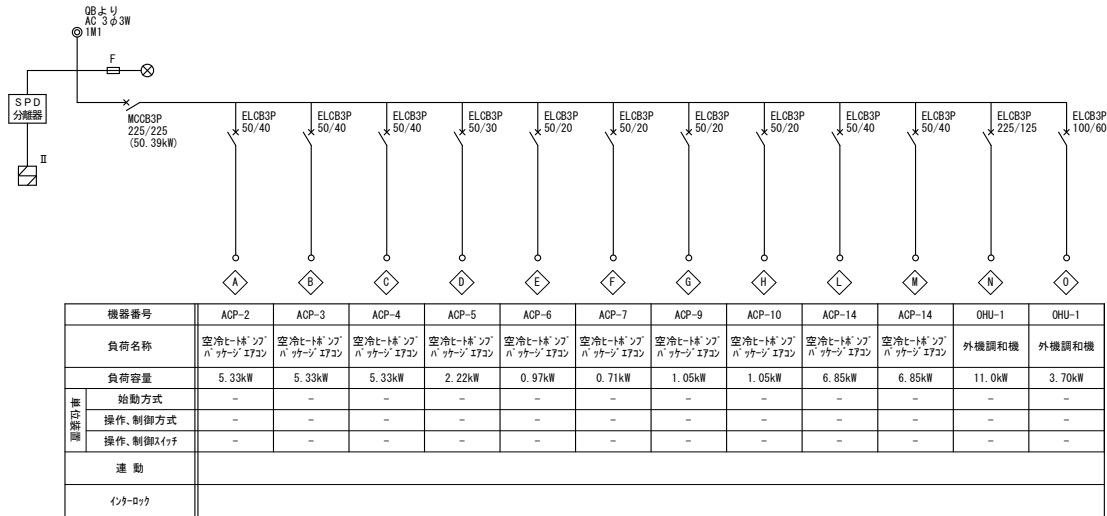 QBより
AC 3φ3W
1M1
F
SPD
分離器
Ⅱ
MCCB3P
225/225
(50.39kW)
ELCB3P
50/40
ELCB3P
50/40
ELCB3P
50/40
ELCB3P
50/30
ELCB3P
50/20
ELCB3P
50/20
ELCB3P
50/20
ELCB3P
50/20
ELCB3P
50/40
ELCB3P
50/40
ELCB3P
225/125
ELCB3P
100/60
A B C D E F G H L M N O
機器番号 ACP-2 ACP-3 ACP-4 ACP-5 ACP-6 ACP-7 ACP-9 ACP-10 ACP-14 ACP-14 OHU-1 OHU-1
負荷名称 空冷ヒートポンプ パッケージエアコン 空冷ヒートポンプ パッケージエアコン 空冷ヒートポンプ パッケージエアコン 空冷ヒートポンプ パッケージエアコン 空冷ヒートポンプ パッケージエアコン 空冷ヒートポンプ パッケージエアコン 空冷ヒートポンプ パッケージエアコン 空冷ヒートポンプ パッケージエアコン 空冷ヒートポンプ パッケージエアコン 空冷ヒートポンプ パッケージエアコン 外機調和機 外機調和機
負荷容量 5.33kW 5.33kW 5.33kW 2.22kW 0.97kW 0.71kW 1.05kW 1.05kW 6.85kW 6.85kW 11.0kW 3.70kW
単位装置
始動方式 - - - - - - - - - - - -
操作、制御方式 - - - - - - - - - - - -
操作、制御スイッチ - - - - - - - - - - - -
連動
インターロック